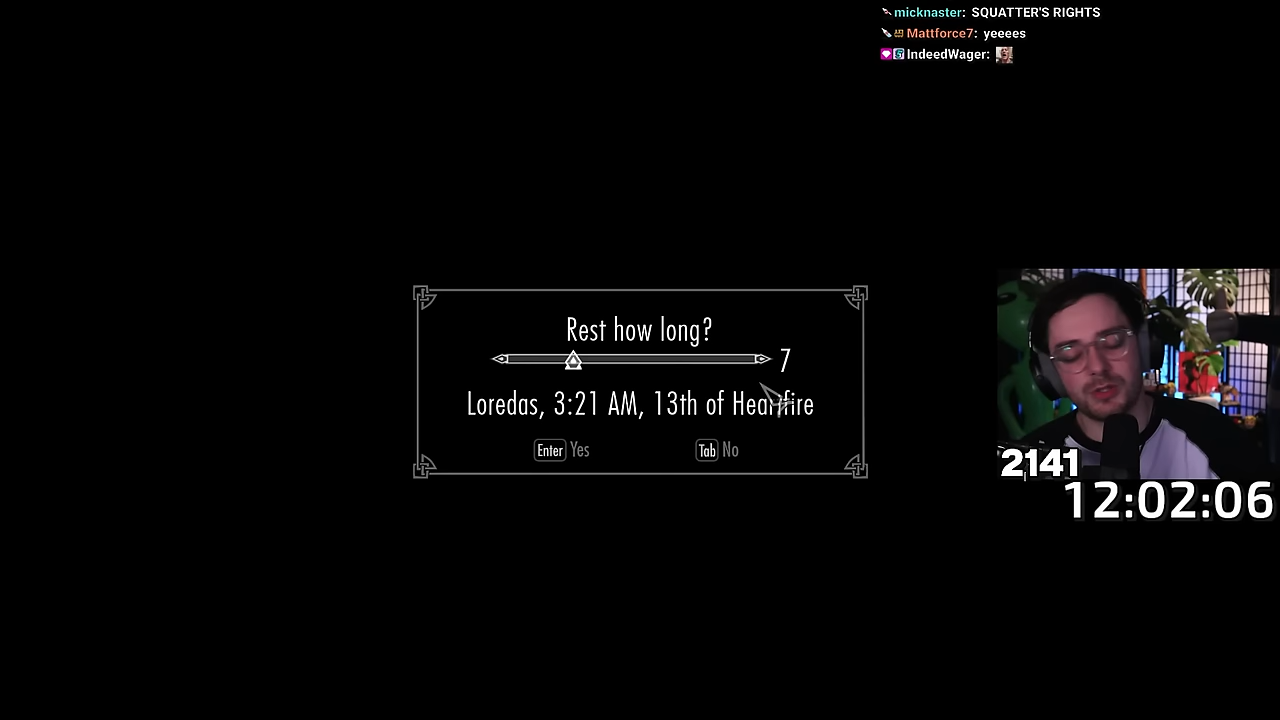 micknaster: SQUATTER'S RIGHTS
Mattforce7: yeeees
IndeedWager:
Rest how long?
7
Loredas, 3:21 AM, 13th of Heartfire
Enter Yes
Tab No
2141
12:02:06